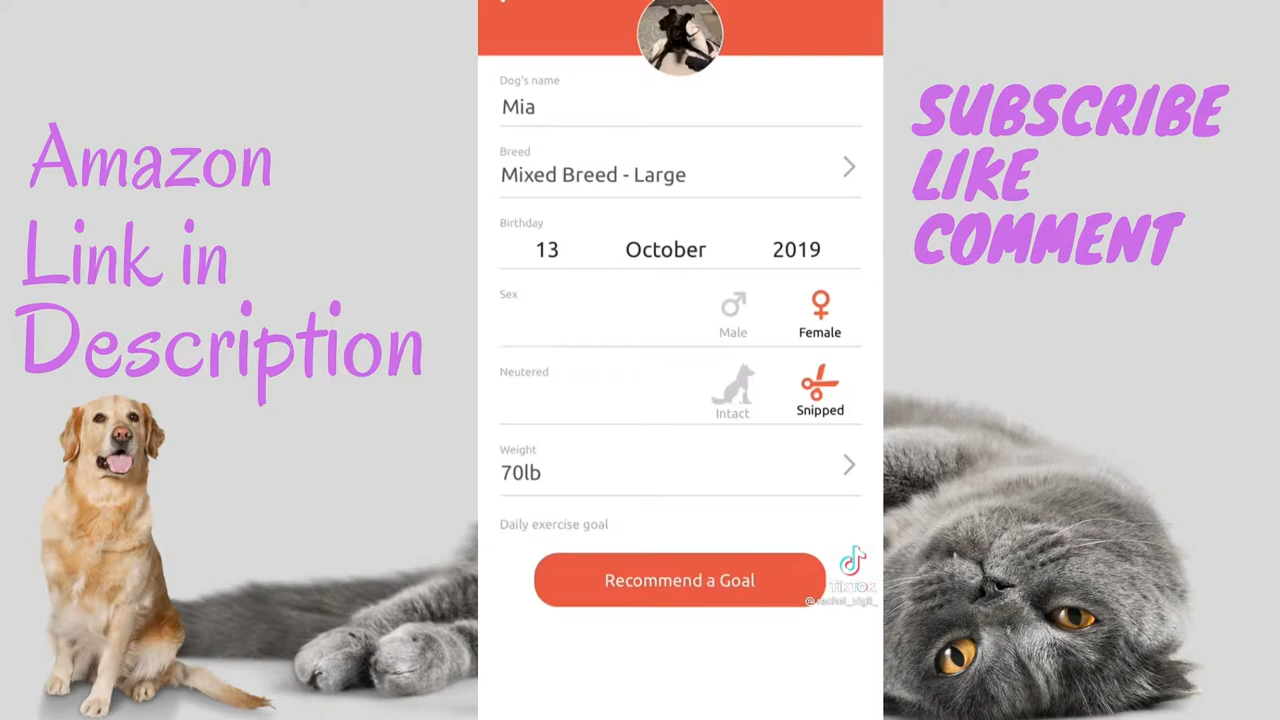 Amazon
Link in
Description
Dog's name
Mia
Breed
Mixed Breed - Large
Birthday
13 October 2019
Sex
Male Female
Neutered
Intact Snipped
Weight
70lb
Daily exercise goal
Recommend a Goal
TikTok
@rachol_vigil_
SUBSCRIBE
LIKE
COMMENT